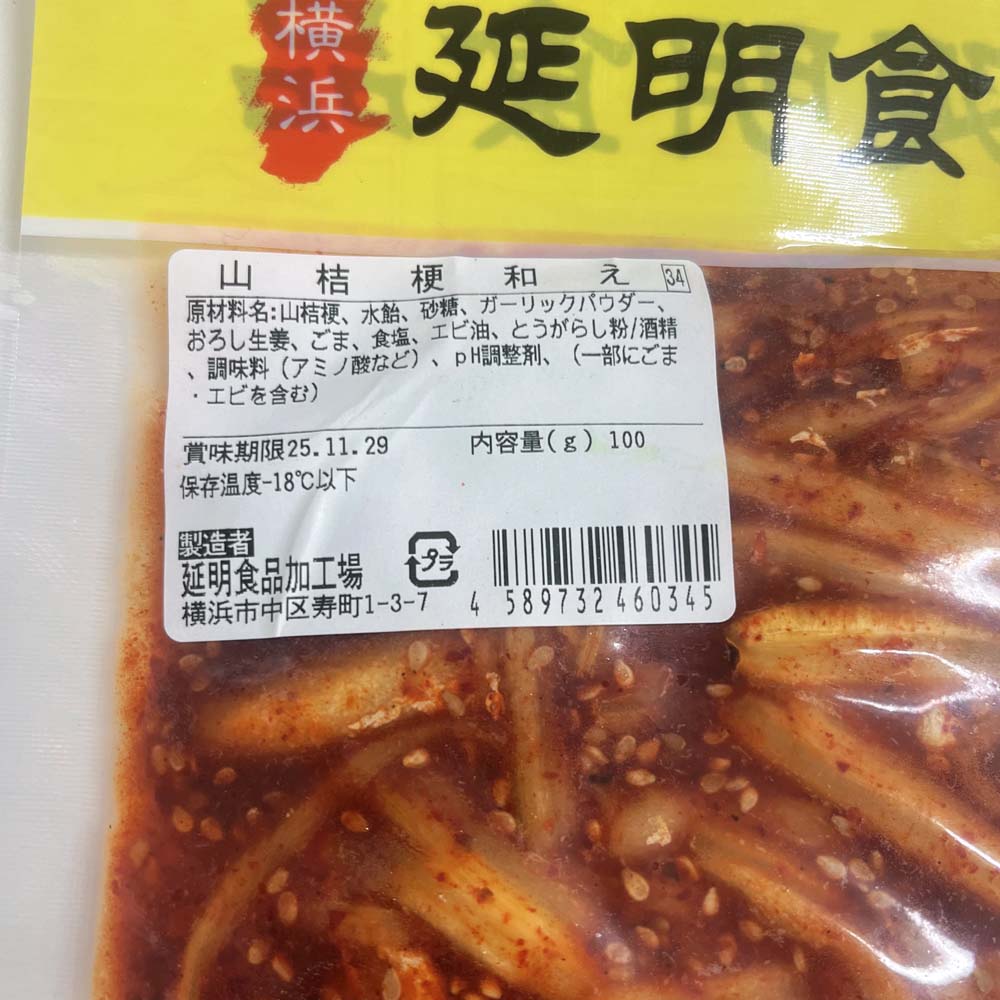 横浜
延明食
山桔梗和え 34
原材料名:山桔梗、水飴、砂糖、ガーリックパウダー、
おろし生姜、ごま、食塩、エビ油、とうがらし粉/酒精
、調味料（アミノ酸など）、pH調整剤、（一部にごま
・エビを含む）
賞味期限25.11.29 内容量(g) 100
保存温度-18℃以下
製造者
延明食品加工場
横浜市中区寿町1-3-7
プラ
4 589732 460345